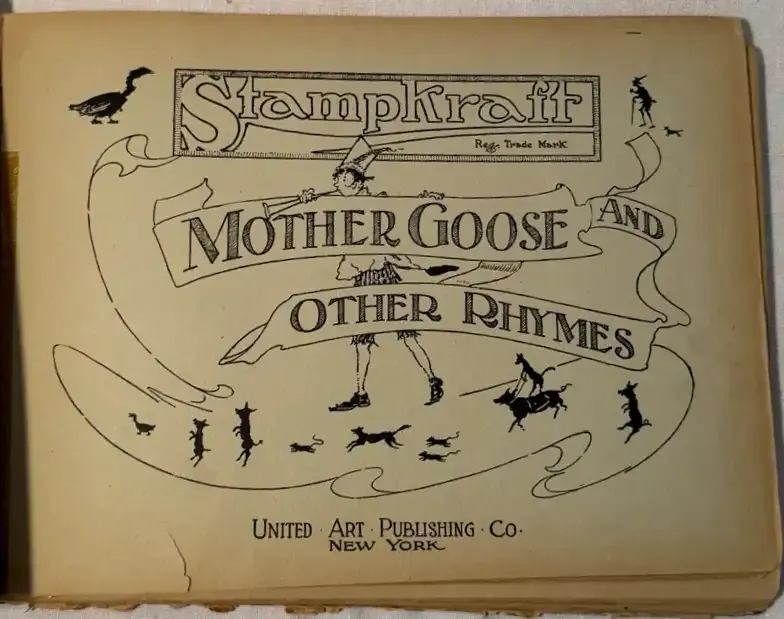 Stampkraft
Reg. Trade Mark
MOTHER GOOSE AND
OTHER RHYMES
UNITED · ART · PUBLISHING · CO·
NEW YORK